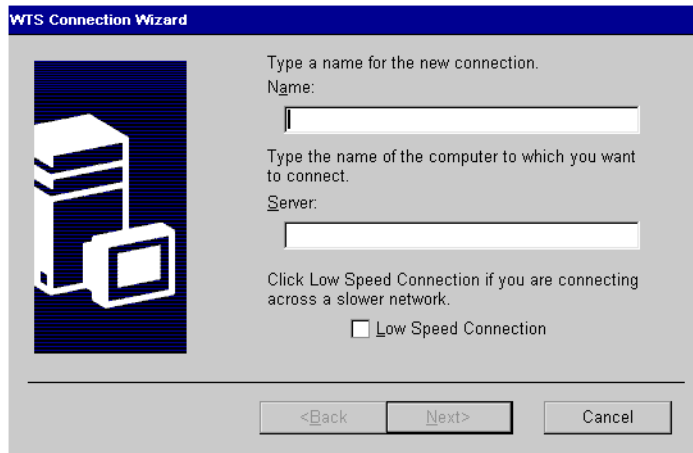 WTS Connection Wizard
Type a name for the new connection.
Name:
Type the name of the computer to which you want
to connect.
Server:
Click Low Speed Connection if you are connecting
across a slower network.
Low Speed Connection
<Back
Next>
Cancel